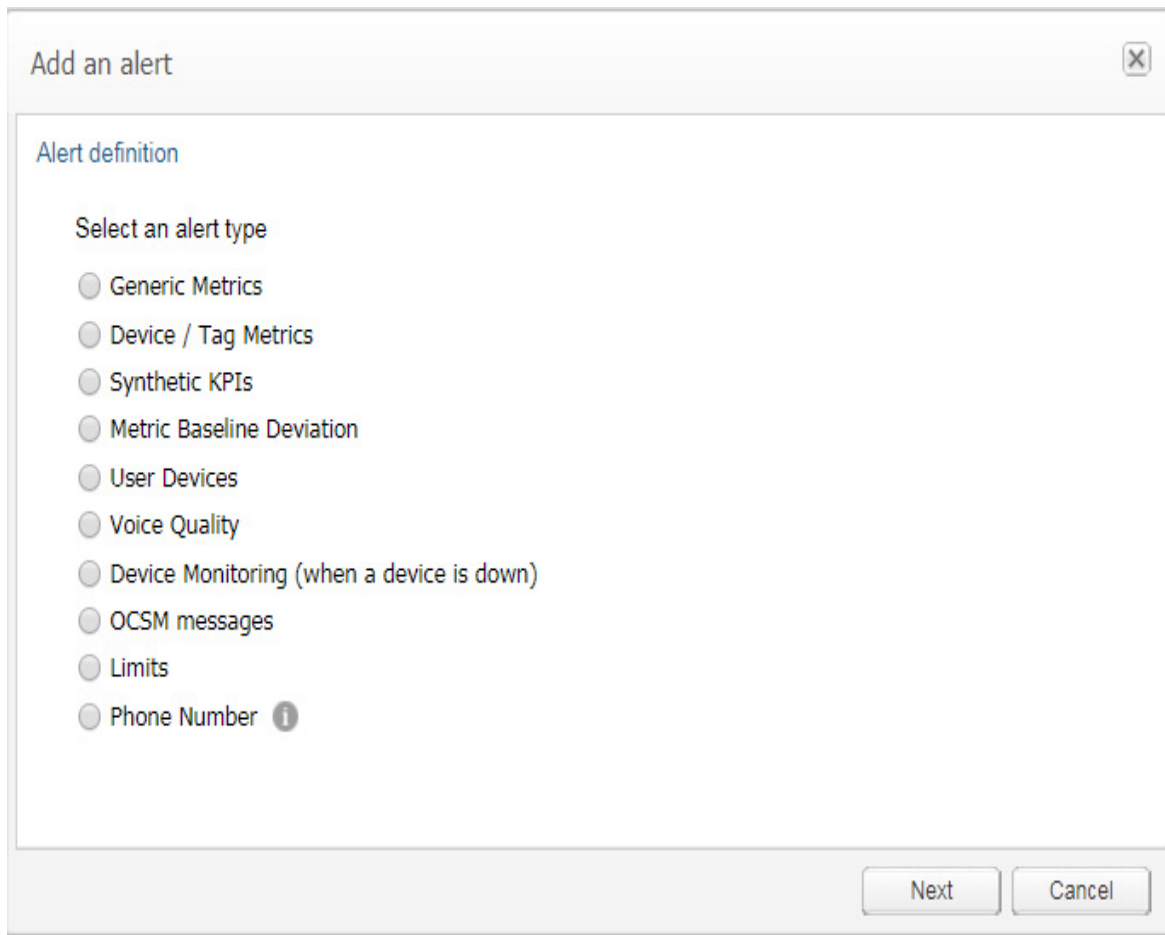 Add an alert
Alert definition
Select an alert type
Generic Metrics
Device / Tag Metrics
Synthetic KPIs
Metric Baseline Deviation
User Devices
Voice Quality
Device Monitoring (when a device is down)
OCSM messages
Limits
Phone Number
Next Cancel